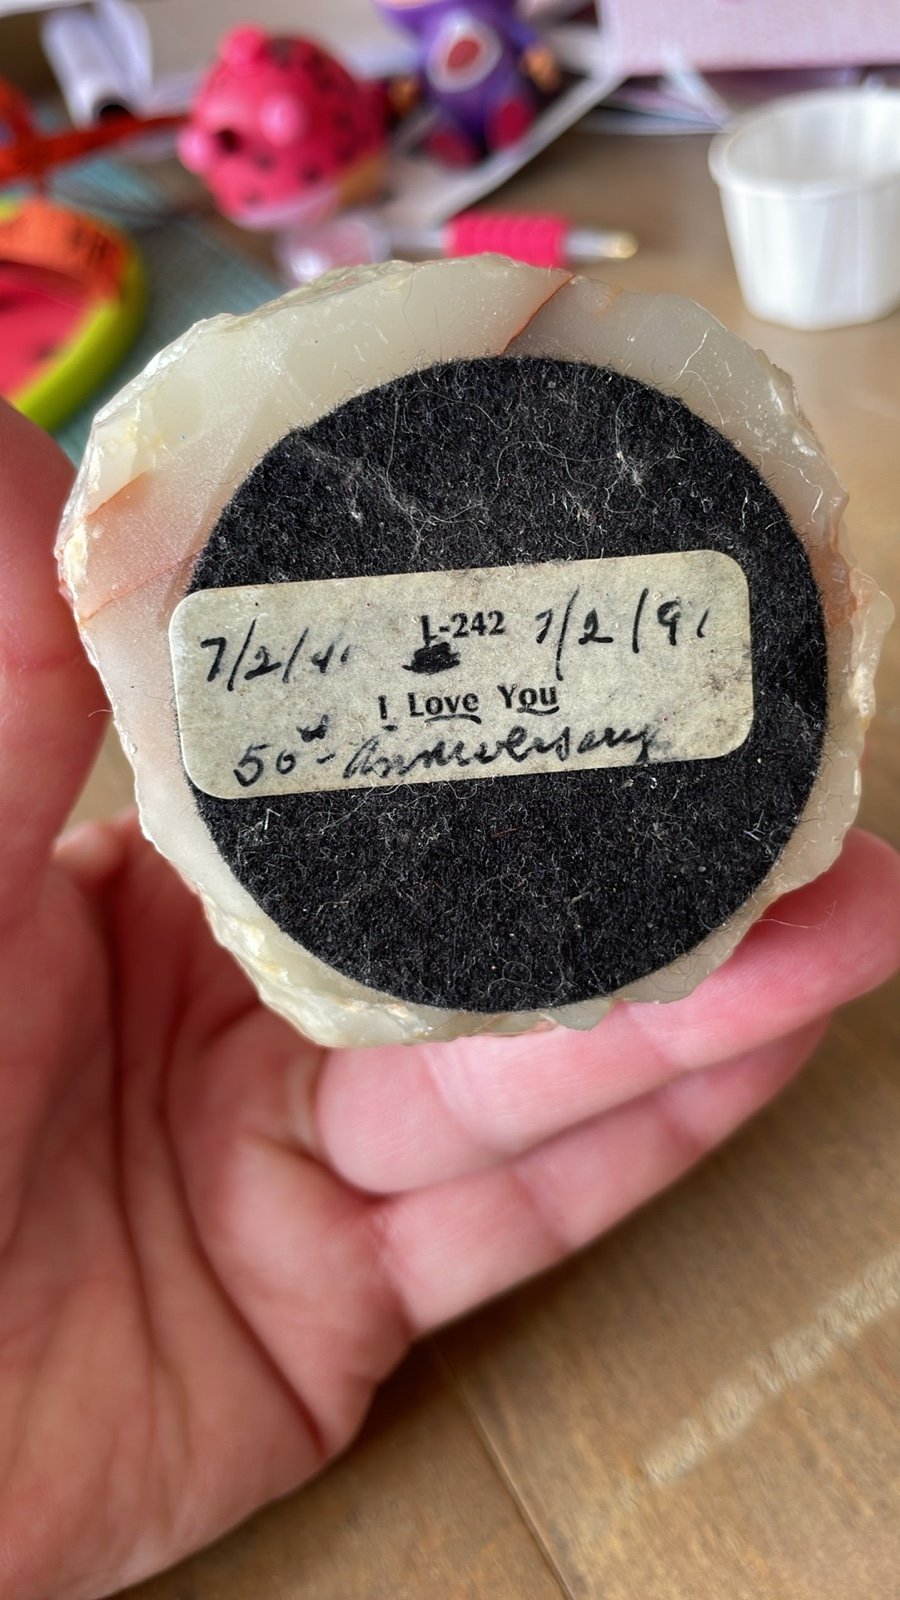 7/2/41 L-242 7/2/91
I Love You
50th Anniversary